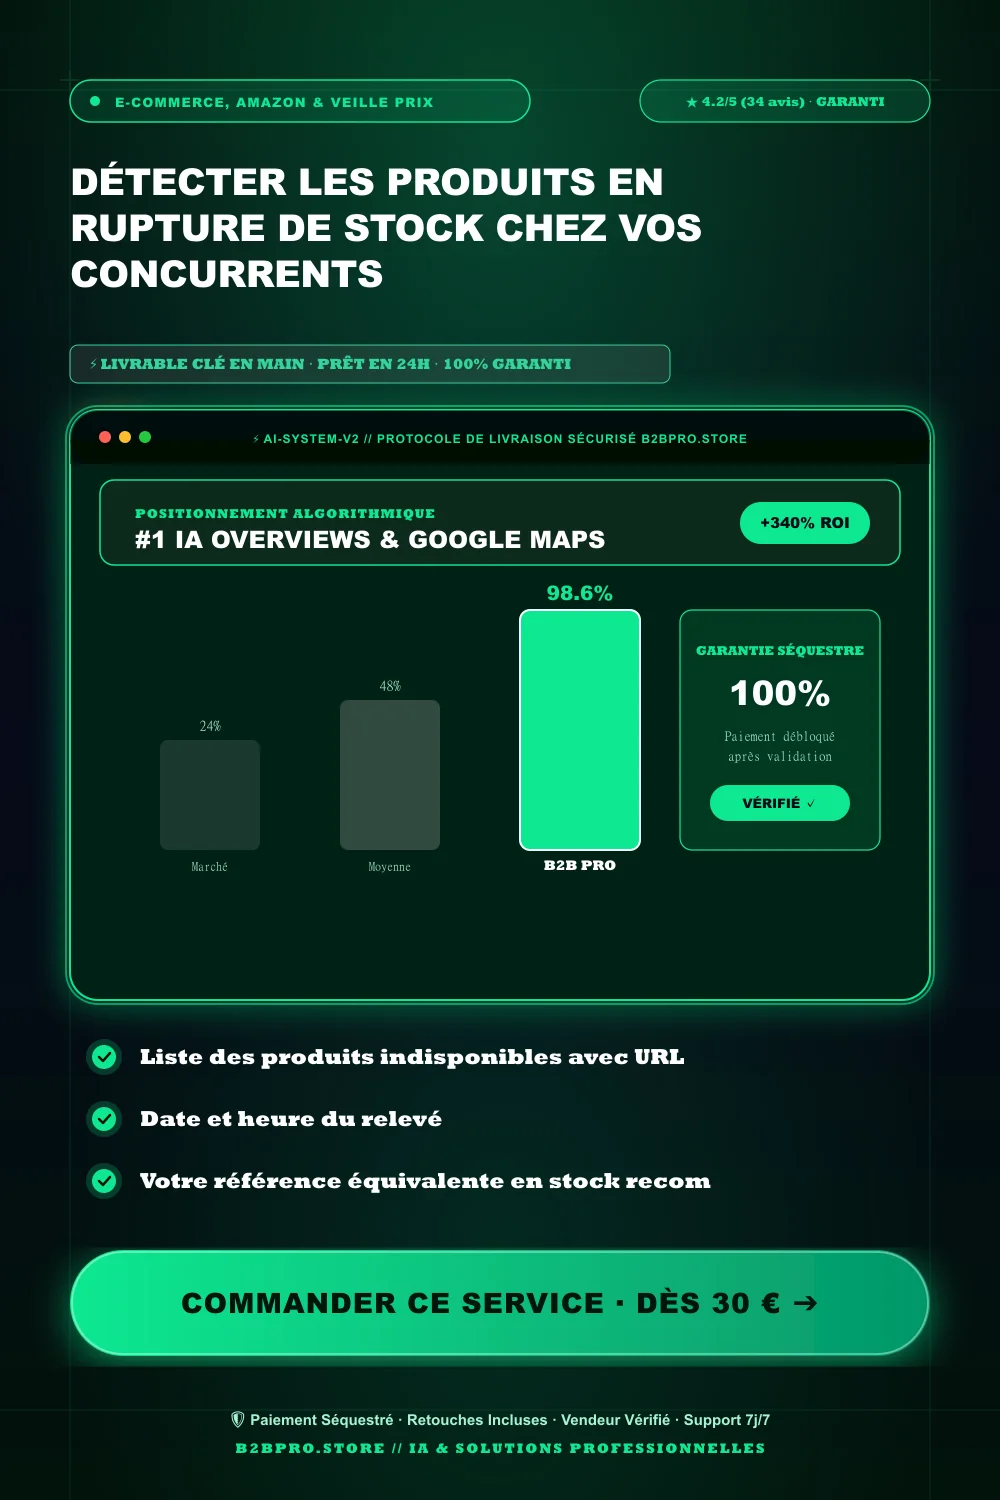 E-COMMERCE, AMAZON & VEILLE PRIX
★ 4.2/5 (34 avis) · GARANTI
DÉTECTER LES PRODUITS EN
RUPTURE DE STOCK CHEZ VOS
CONCURRENTS
⚡ LIVRABLE CLÉ EN MAIN · PRÊT EN 24H · 100% GARANTI
⚡ AI-SYSTEM-V2 // PROTOCOLE DE LIVRAISON SÉCURISÉ B2BPRO.STORE
POSITIONNEMENT ALGORITHMIQUE
#1 IA OVERVIEWS & GOOGLE MAPS
+340% ROI
24%
Marché
48%
Moyenne
98.6%
B2B PRO
GARANTIE SÉQUESTRE
100%
Paiement débloqué
après validation
VÉRIFIÉ ✓
Liste des produits indisponibles avec URL
Date et heure du relevé
Votre référence équivalente en stock recom
COMMANDER CE SERVICE · DÈS 30 € →
🛡 Paiement Séquestré · Retouches Incluses · Vendeur Vérifié · Support 7j/7
B2BPRO.STORE // IA & SOLUTIONS PROFESSIONNELLES